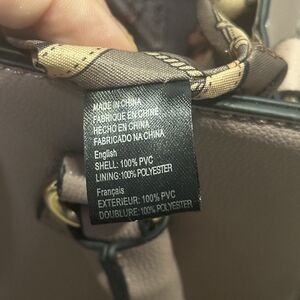 MADE IN CHINA
FABRIQUE EN CHINE
HECHO EN CHINA
FABRICADO NA CHINA
English
SHELL: 100% PVC
LINING: 100% POLYESTER
Français
EXTERIEUR: 100% PVC
DOUBLURE: 100% POLYESTER